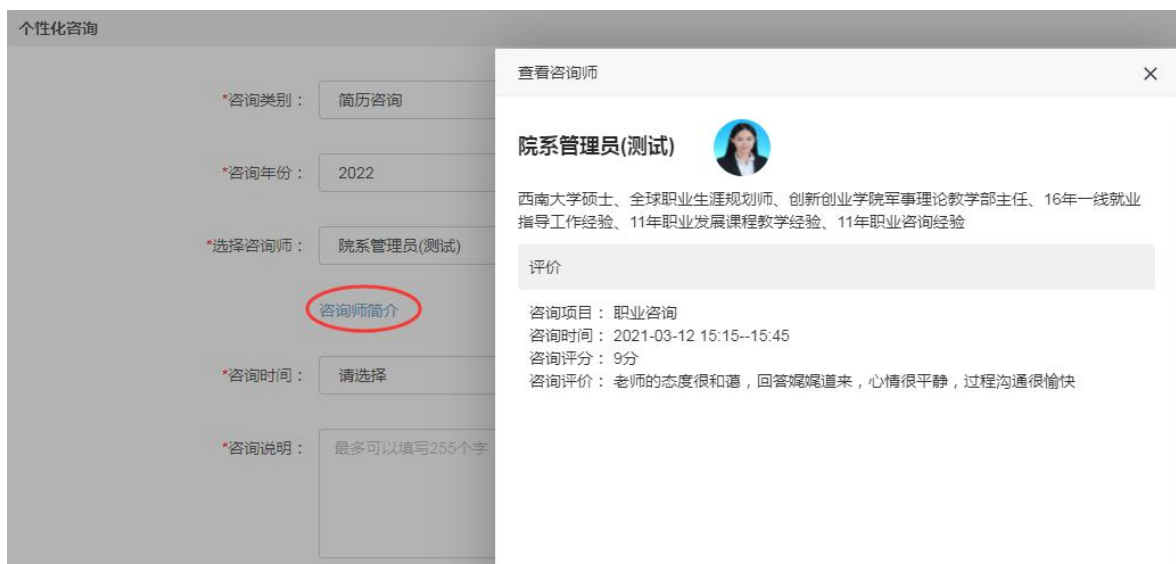 个性化咨询
*咨询类别：
简历咨询
*咨询年份：
2022
*选择咨询师：
院系管理员(测试)
咨询师简介
*咨询时间：
请选择
*咨询说明：
最多可以填写255个字
查看咨询师
院系管理员(测试)
西南大学硕士、全球职业生涯规划师、创新创业学院军事理论教学部主任、16年一线就业
指导工作经验、11年职业发展课程教学经验、11年职业咨询经验
评价
咨询项目： 职业咨询
咨询时间： 2021-03-12 15:15--15:45
咨询评分： 9分
咨询评价： 老师的态度很和蔼，回答娓娓道来，心情很平静，过程沟通很愉快